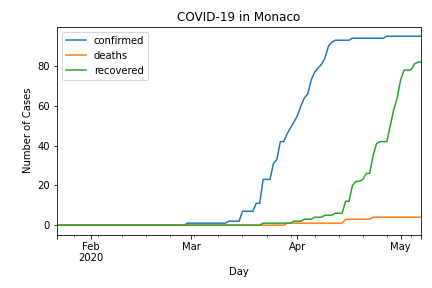 COVID-19 in Monaco
confirmed
deaths
recovered
Number of Cases
80
60
40
20
0
Feb
2020
Mar
Apr
May
Day